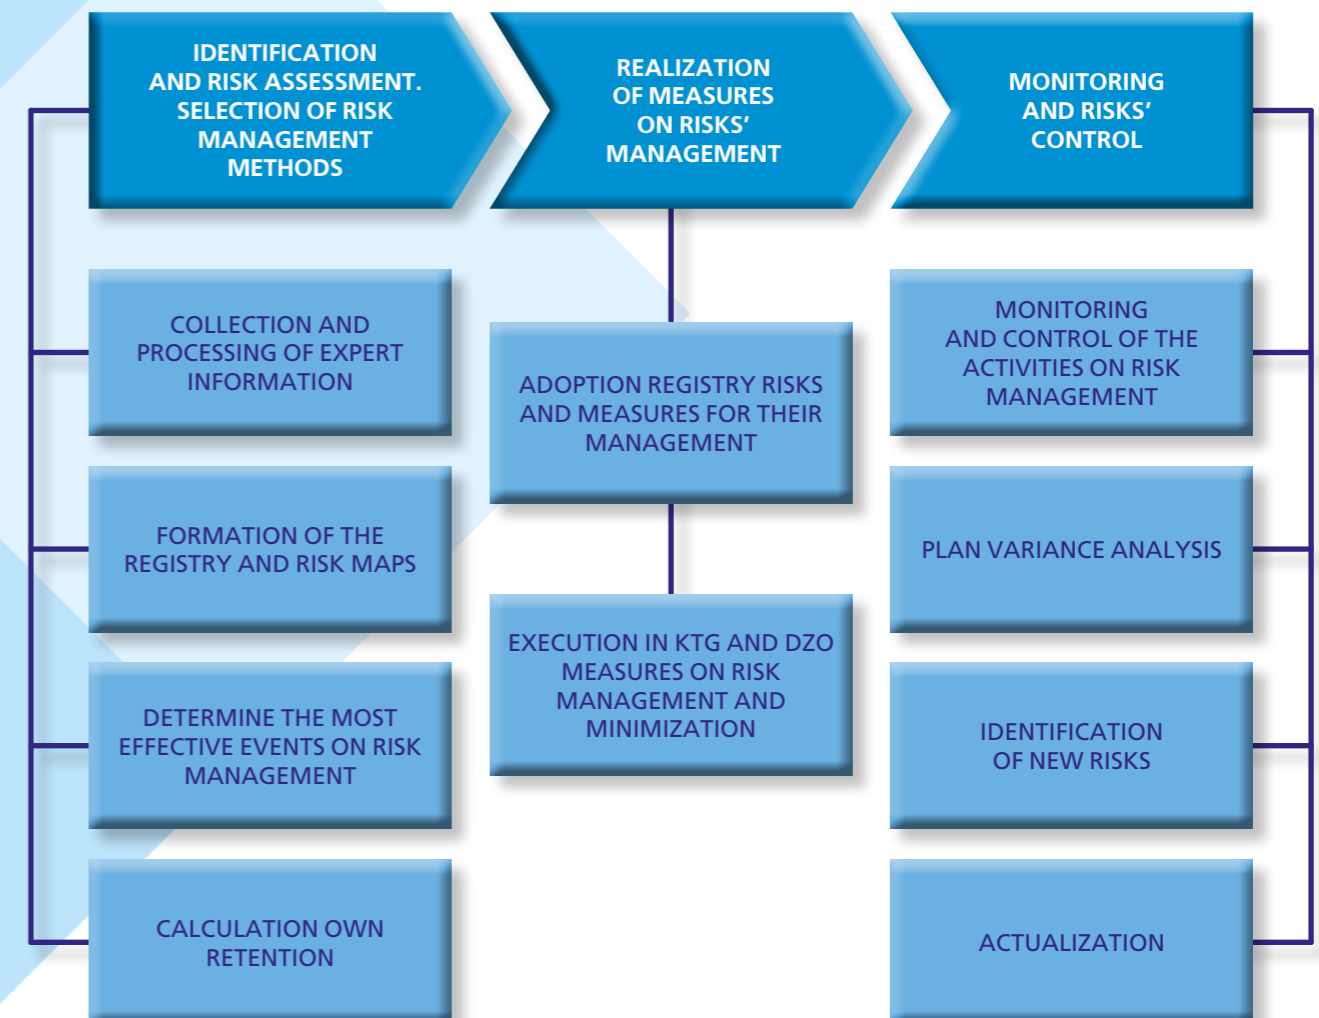 IDENTIFICATION
AND RISK ASSESSMENT.
SELECTION OF RISK
MANAGEMENT
METHODS
REALIZATION
OF MEASURES
ON RISKS’
MANAGEMENT
MONITORING
AND RISKS’
CONTROL
COLLECTION AND
PROCESSING OF EXPERT
INFORMATION
FORMATION OF THE
REGISTRY AND RISK MAPS
DETERMINE THE MOST
EFFECTIVE EVENTS ON RISK
MANAGEMENT
CALCULATION OWN
RETENTION
ADOPTION REGISTRY RISKS
AND MEASURES FOR THEIR
MANAGEMENT
EXECUTION IN KTG AND DZO
MEASURES ON RISK
MANAGEMENT AND
MINIMIZATION
MONITORING
AND CONTROL OF THE
ACTIVITIES ON RISK
MANAGEMENT
PLAN VARIANCE ANALYSIS
IDENTIFICATION
OF NEW RISKS
ACTUALIZATION